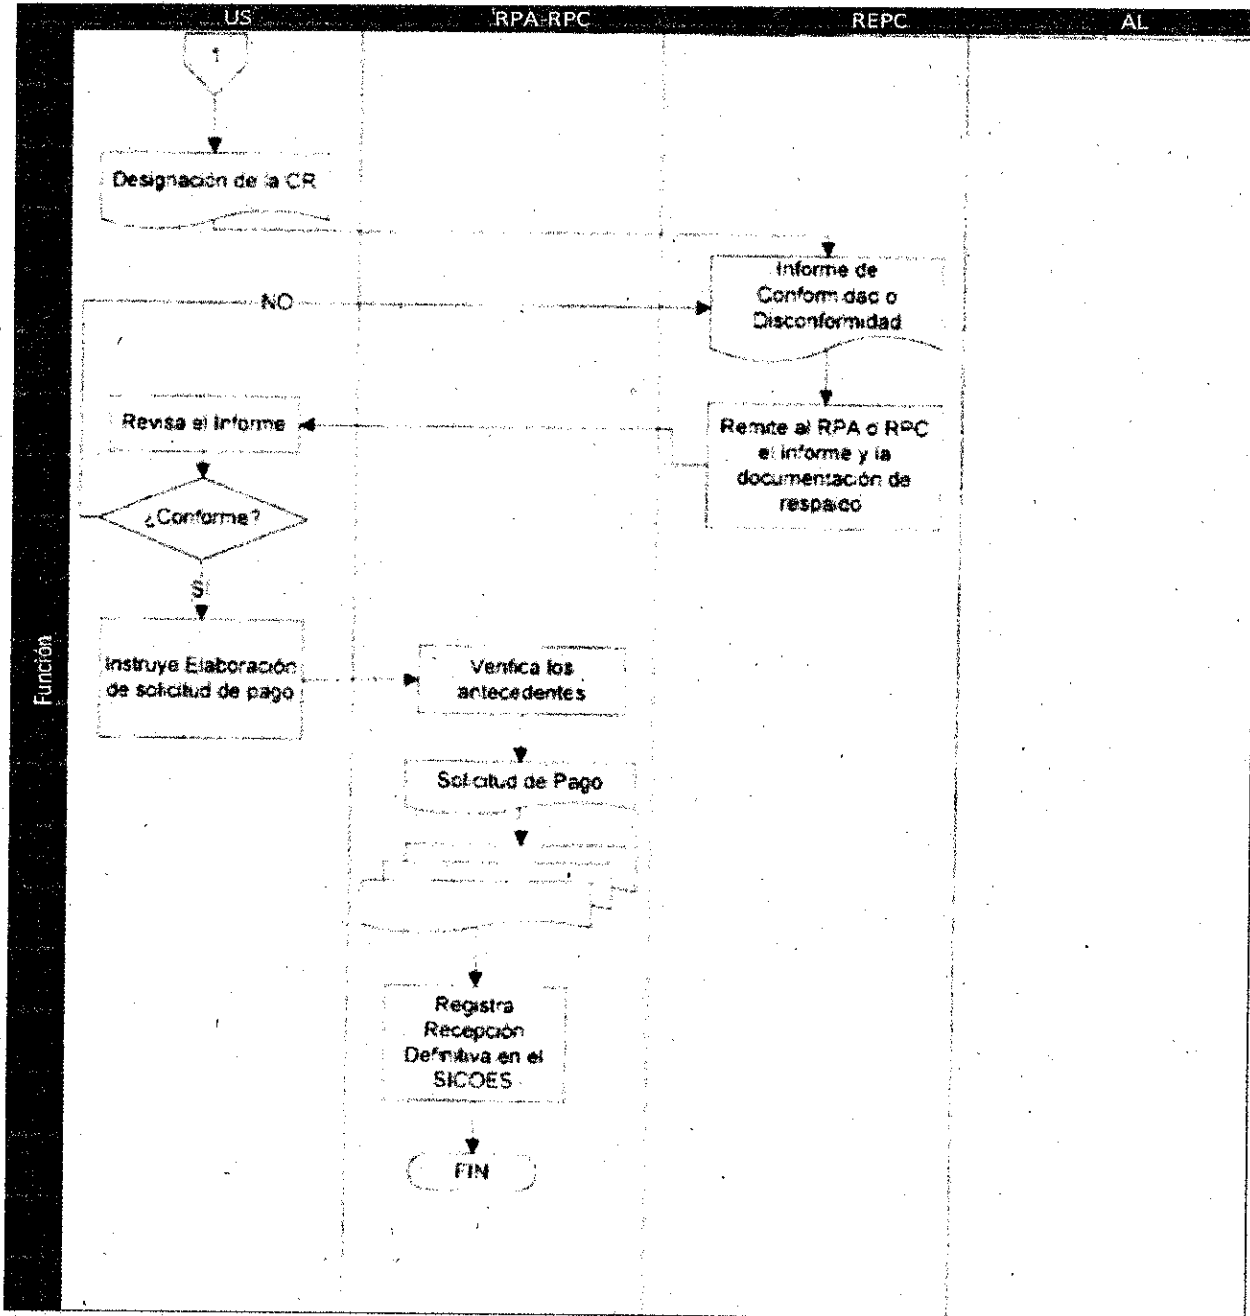 US
RPA-RPC
REPC
AL
Función
1
Designación de la CR
Informe de
Conformidad o
Disconformidad
NO
Revisa el Informe
Remite al RPA o RPC
el informe y la
documentación de
respaldo
¿Conforme?
SI
Instruye Elaboración
de solicitud de pago
Verifica los
antecedentes
Solicitud de Pago
Registra
Recepción
Definitiva en el
SICOES
FIN